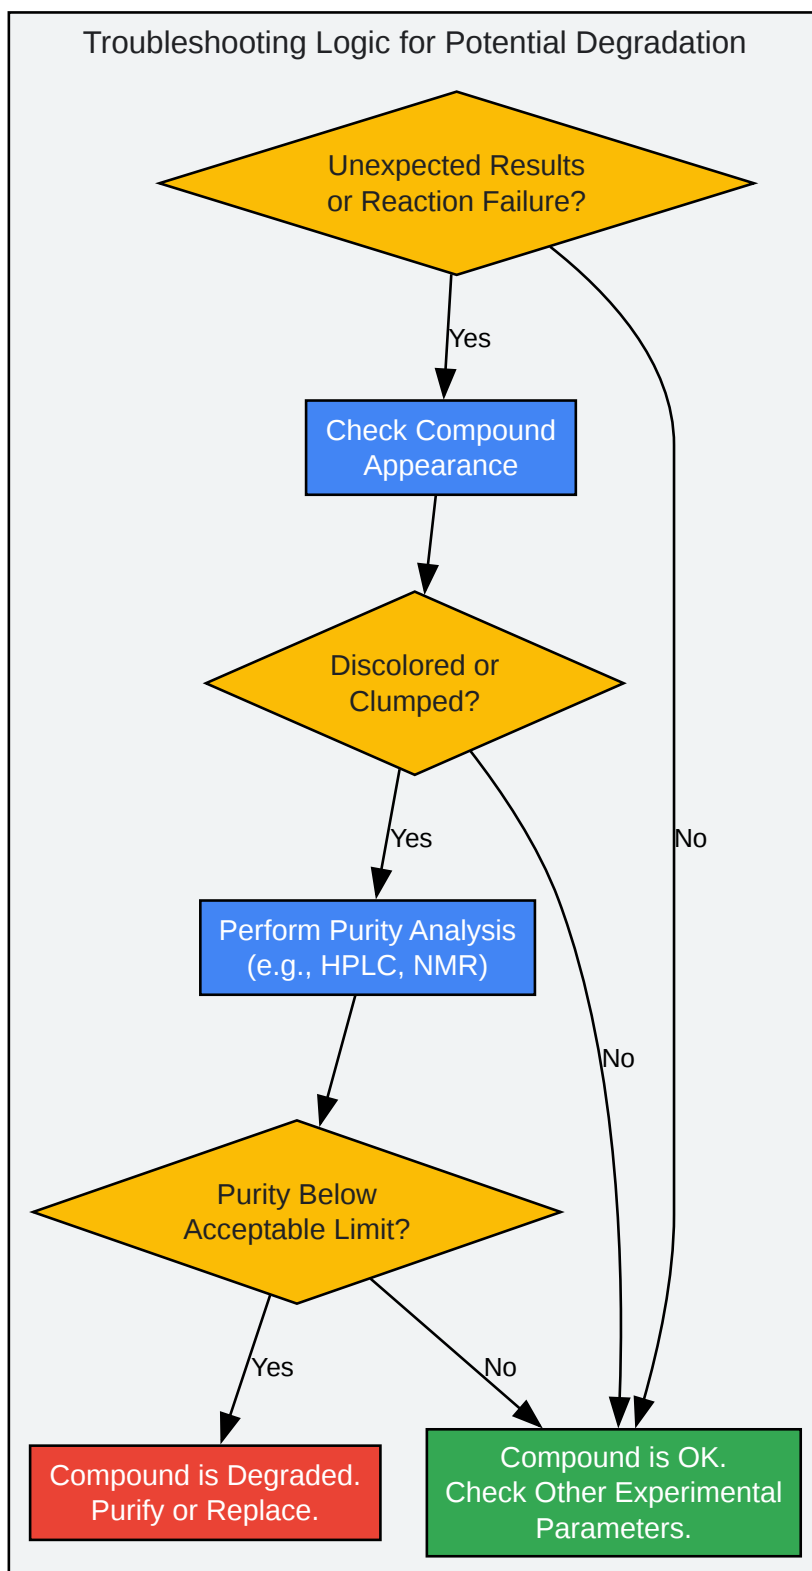 Troubleshooting Logic for Potential Degradation
Unexpected Results
or Reaction Failure?
Yes
Check Compound
Appearance
Discolored or
Clumped?
Yes
No
Perform Purity Analysis
(e.g., HPLC, NMR)
No
Purity Below
Acceptable Limit?
Yes
No
Compound is Degraded.
Purify or Replace.
Compound is OK.
Check Other Experimental
Parameters.